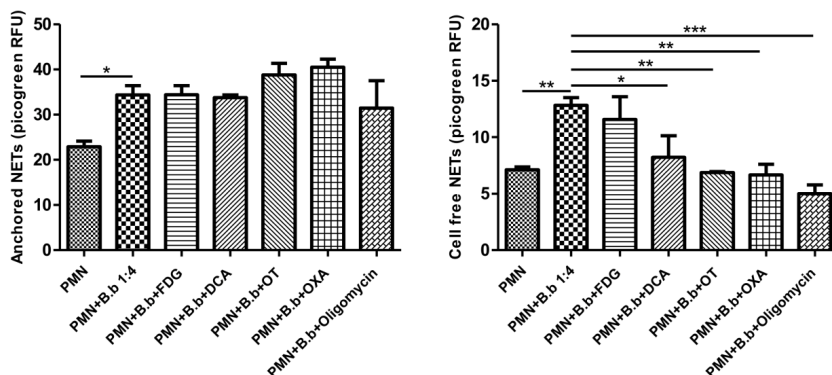 Anchored NETs (picogreen RFU)
50
40
30
20
10
0
*
PMN
PMN+B.b 1:4
PMN+B.b+FDG
PMN+B.b+DCA
PMN+B.b+OT
PMN+B.b+OXA
PMN+B.b+Oligomycin
Cell free NETs (picogreen RFU)
20
15
10
5
0
***
**
**
*
**
PMN
PMN+B.b 1:4
PMN+B.b+FDG
PMN+B.b+DCA
PMN+B.b+OT
PMN+B.b+OXA
PMN+B.b+Oligomycin